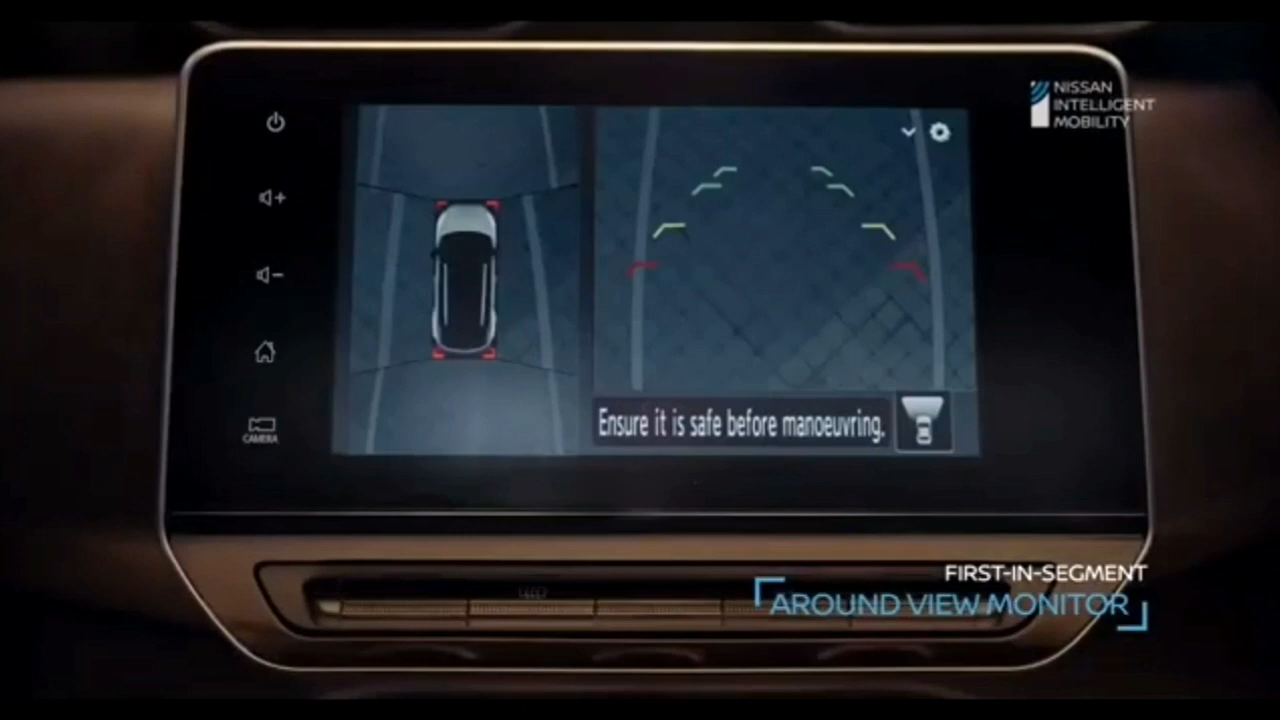 NISSAN
INTELLIGENT
MOBILITY
CAMERA
Ensure it is safe before manoeuvring.
FIRST-IN-SEGMENT
AROUND VIEW MONITOR